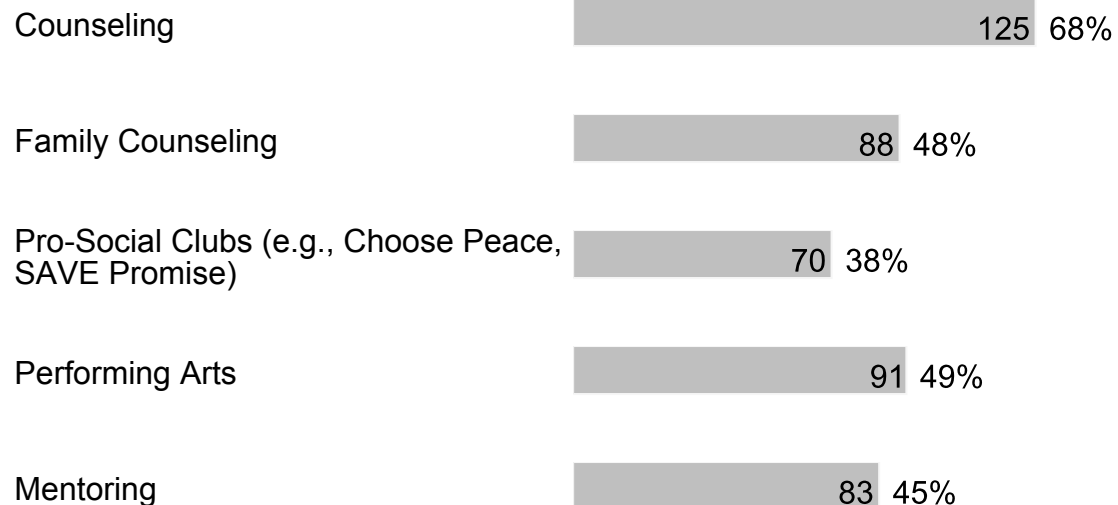 Counseling
125 68%
Family Counseling
88 48%
Pro-Social Clubs (e.g., Choose Peace,
SAVE Promise)
70 38%
Performing Arts
91 49%
Mentoring
83 45%